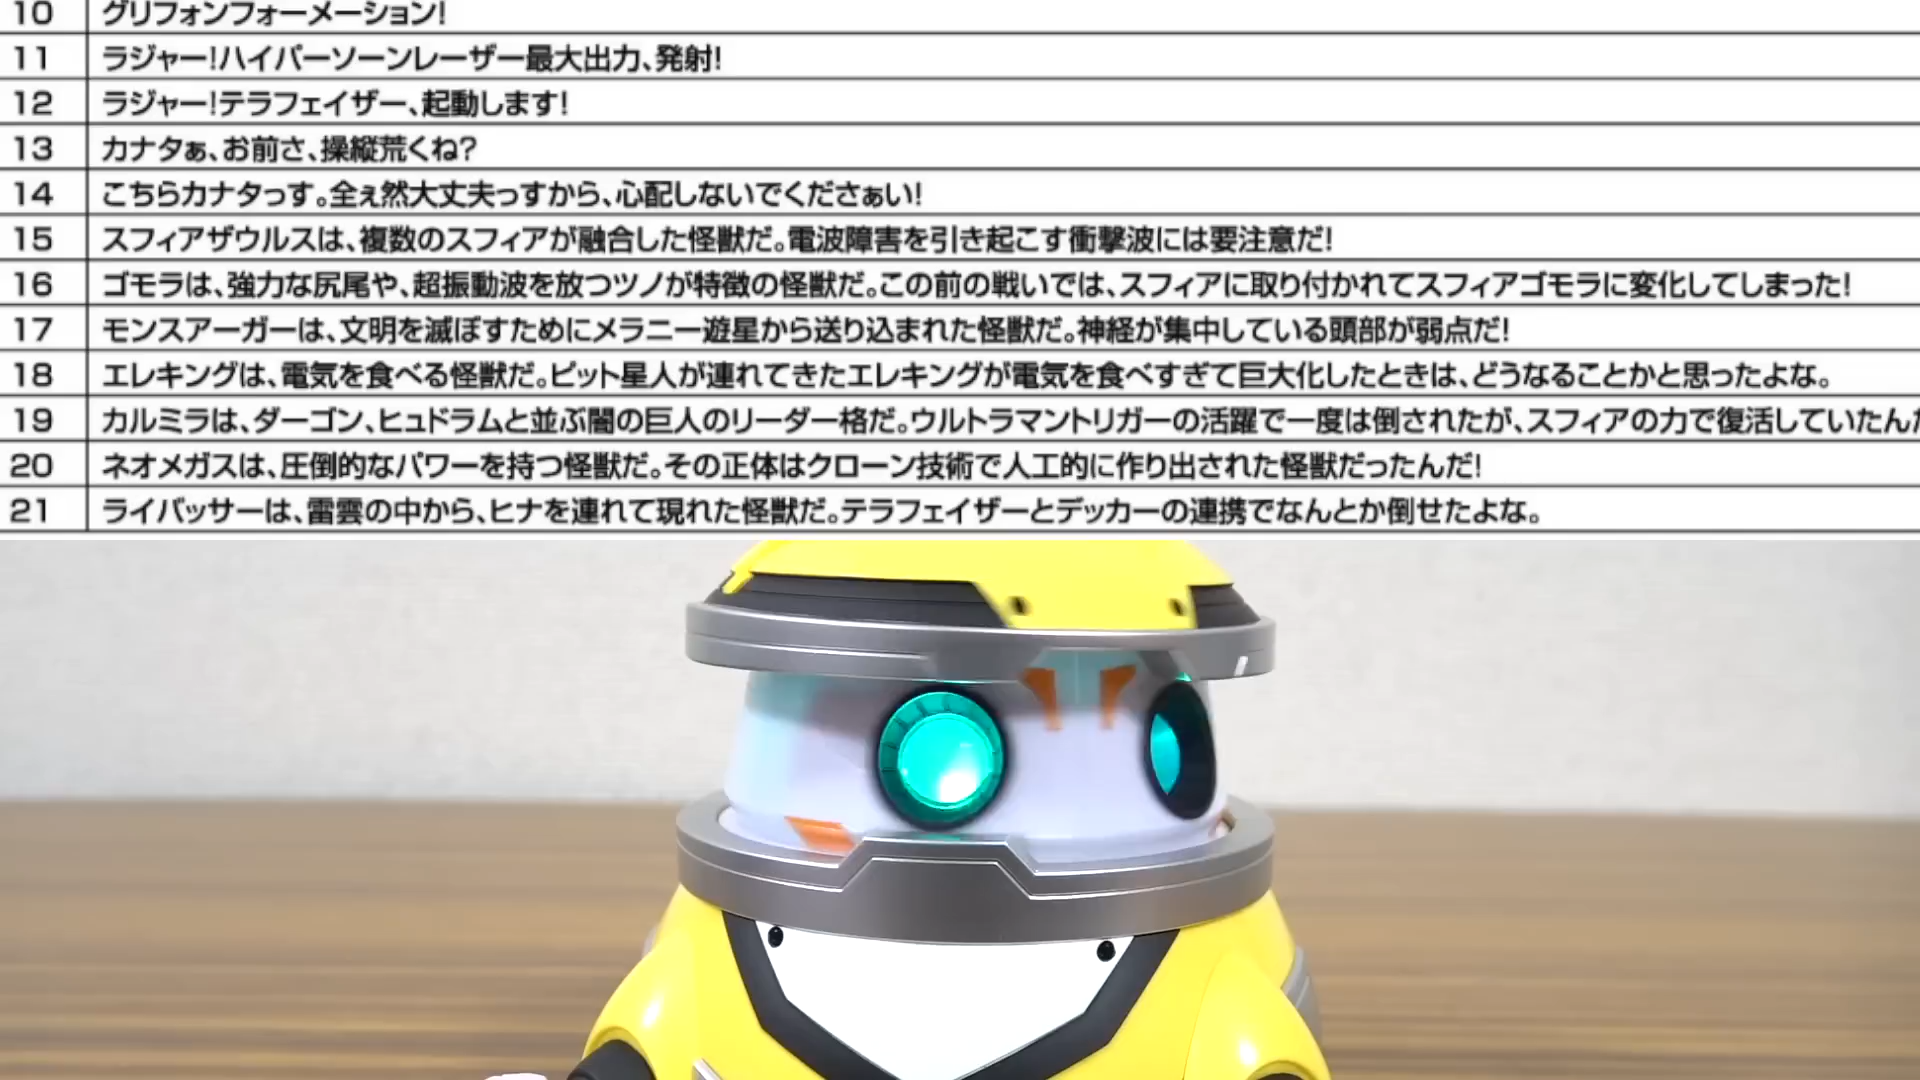 10 グリフォンフォーメーション!
11 ラジャー!ハイパーソーンレーザー最大出力、発射!
12 ラジャー!テラフェイザー、起動します!
13 カナタぁ、お前さ、操縦荒くね?
14 こちらカナタっす。全ぇ然大丈夫っすから、心配しないでくださぁい!
15 スフィアザウルスは、複数のスフィアが融合した怪獣だ。電波障害を引き起こす衝撃波には要注意だ!
16 ゴモラは、強力な尻尾や、超振動波を放つツノが特徴の怪獣だ。この前の戦いでは、スフィアに取り付かれてスフィアゴモラに変化してしまった!
17 モンスアーガーは、文明を滅ぼすためにメラニー遊星から送り込まれた怪獣だ。神経が集中している頭部が弱点だ!
18 エレキングは、電気を食べる怪獣だ。ピット星人が連れてきたエレキングが電気を食べすぎて巨大化したときは、どうなることかと思ったよな。
19 カルミラは、ダーゴン、ヒュドラムと並ぶ闇の巨人のリーダー格だ。ウルトラマントリガーの活躍で一度は倒されたが、スフィアの力で復活していたん
20 ネオメガスは、圧倒的なパワーを持つ怪獣だ。その正体はクローン技術で人工的に作り出された怪獣だったんだ!
21 ライバッサーは、雷雲の中から、ヒナを連れて現れた怪獣だ。テラフェイザーとデッカーの連携でなんとか倒せたよな。